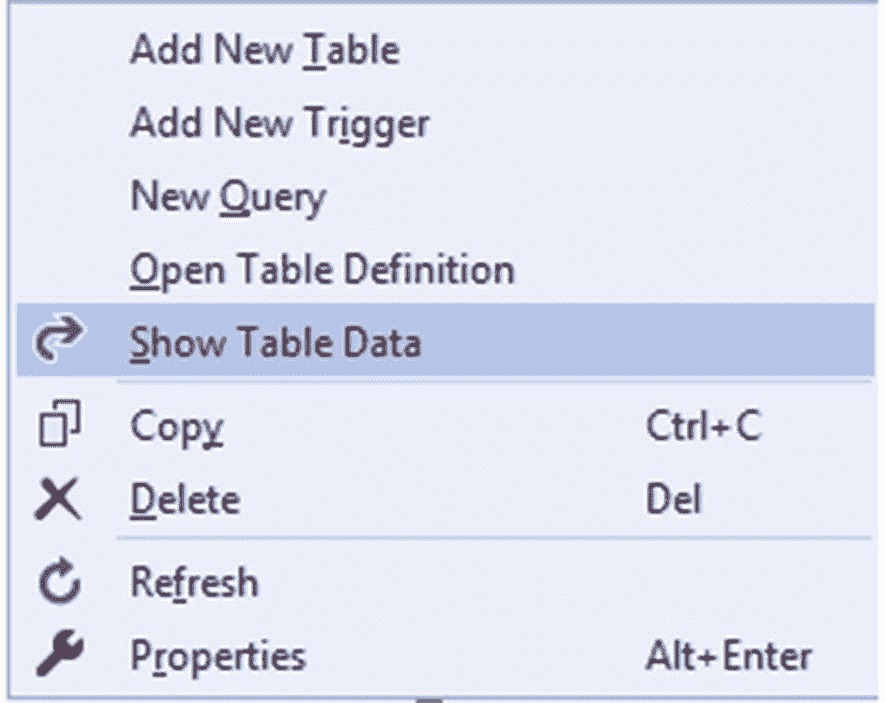 Add New Table
Add New Trigger
New Query
Open Table Definition
Show Table Data
Copy Ctrl+C
Delete Del
Refresh
Properties Alt+Enter